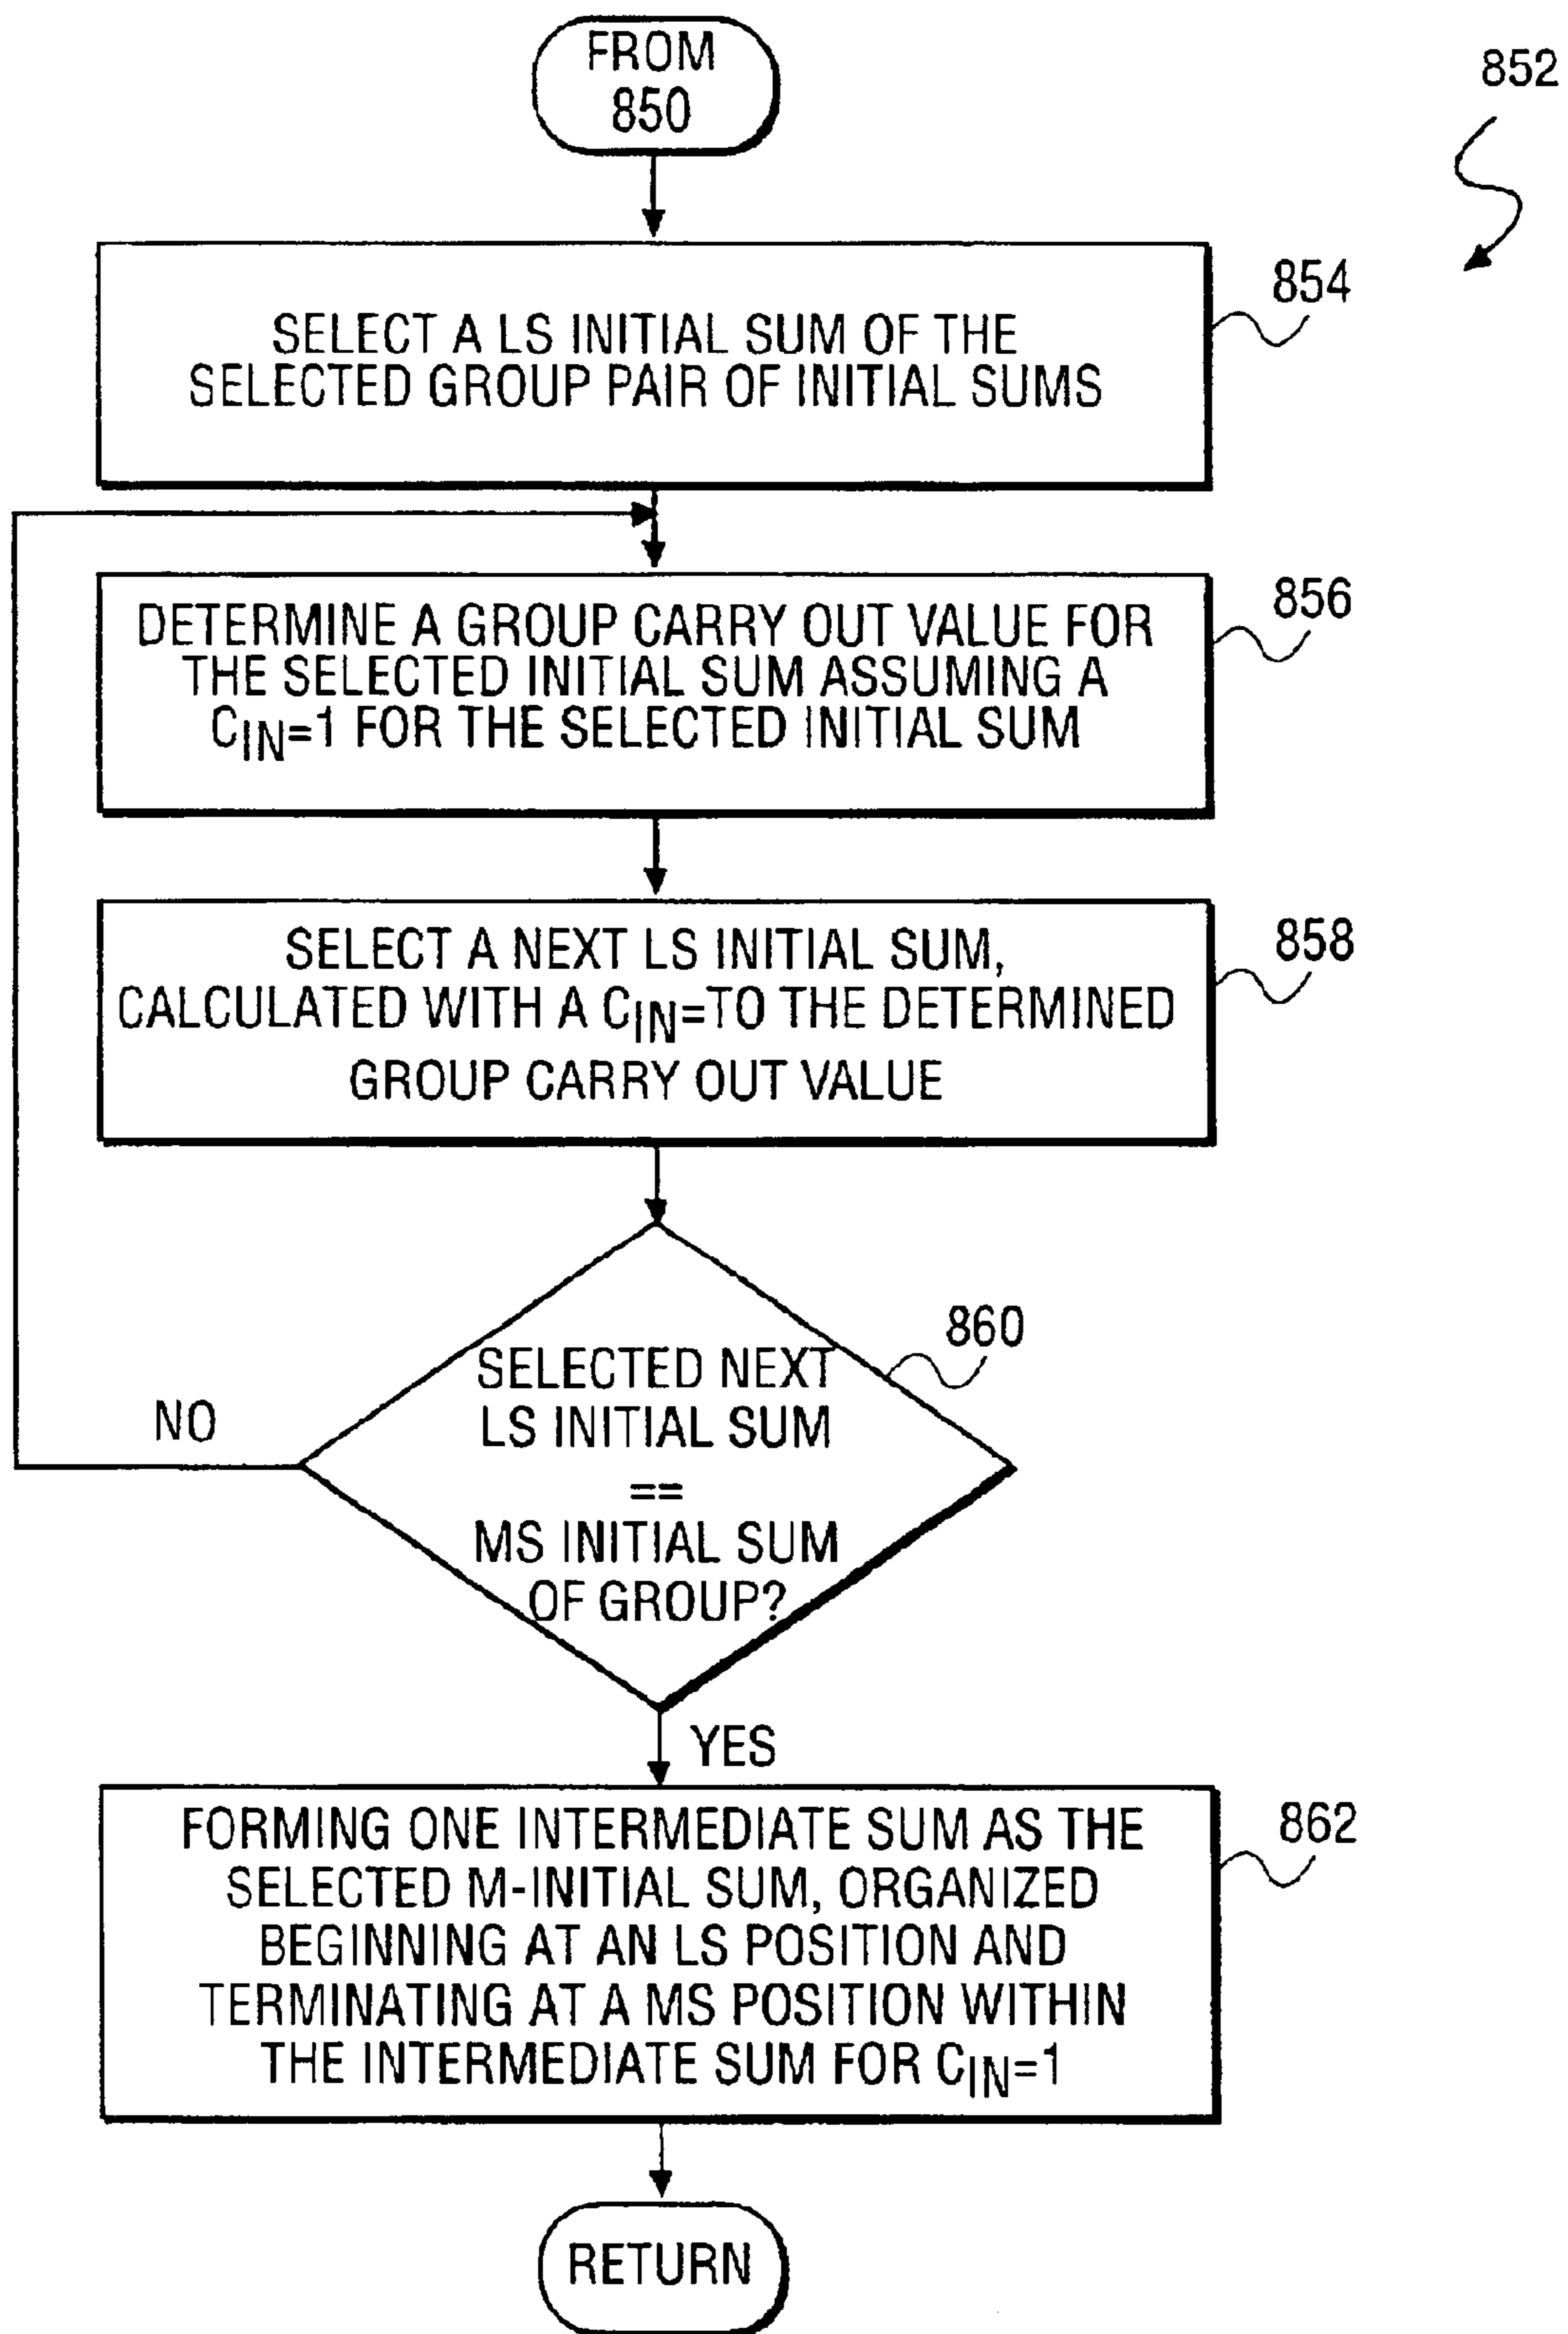 FROM
850
852
854
SELECT A LS INITIAL SUM OF THE
SELECTED GROUP PAIR OF INITIAL SUMS
856
DETERMINE A GROUP CARRY OUT VALUE FOR
THE SELECTED INITIAL SUM ASSUMING A
CIN=1 FOR THE SELECTED INITIAL SUM
858
SELECT A NEXT LS INITIAL SUM,
CALCULATED WITH A CIN=TO THE DETERMINED
GROUP CARRY OUT VALUE
860
SELECTED NEXT
LS INITIAL SUM
==
MS INITIAL SUM
OF GROUP?
NO
YES
862
FORMING ONE INTERMEDIATE SUM AS THE
SELECTED M-INITIAL SUM, ORGANIZED
BEGINNING AT AN LS POSITION AND
TERMINATING AT A MS POSITION WITHIN
THE INTERMEDIATE SUM FOR CIN=1
RETURN